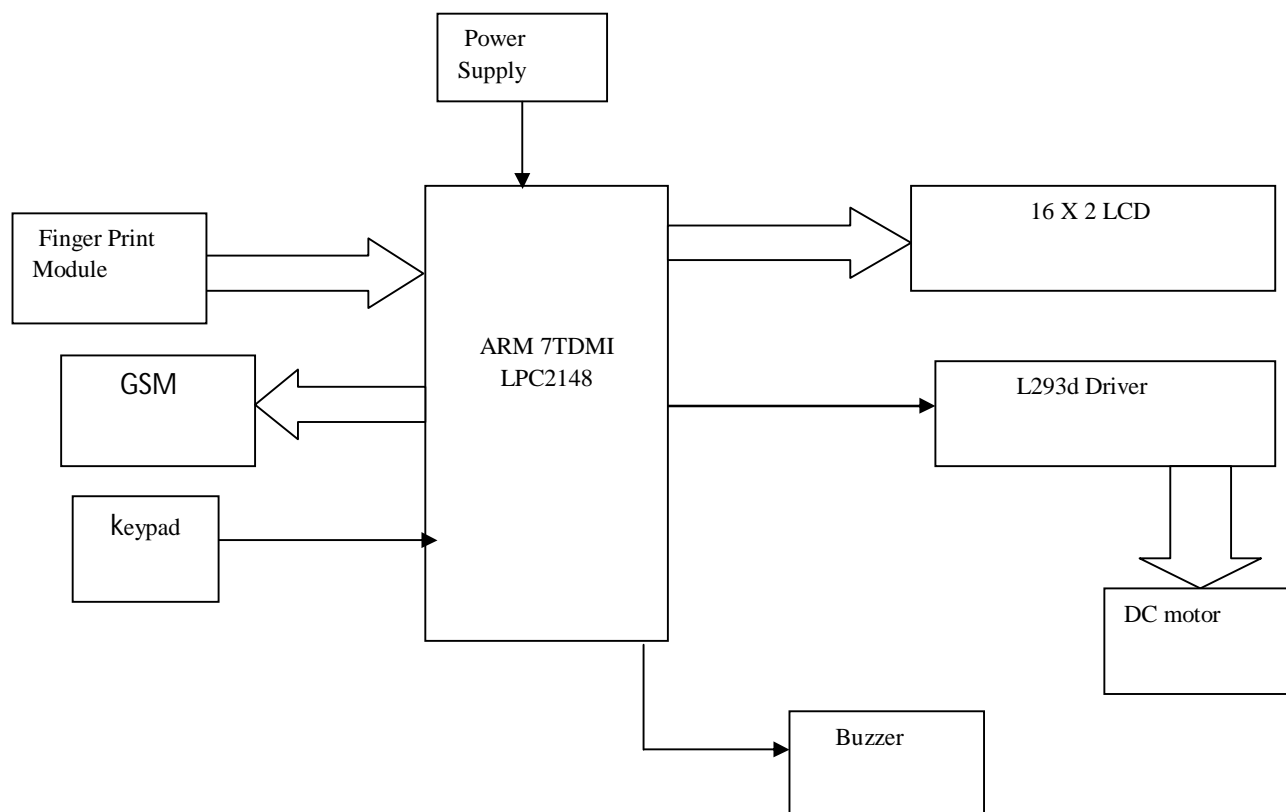 Power
Supply
Finger Print
Module
16 X 2 LCD
ARM 7TDMI
LPC2148
GSM
L293d Driver
keypad
DC motor
Buzzer